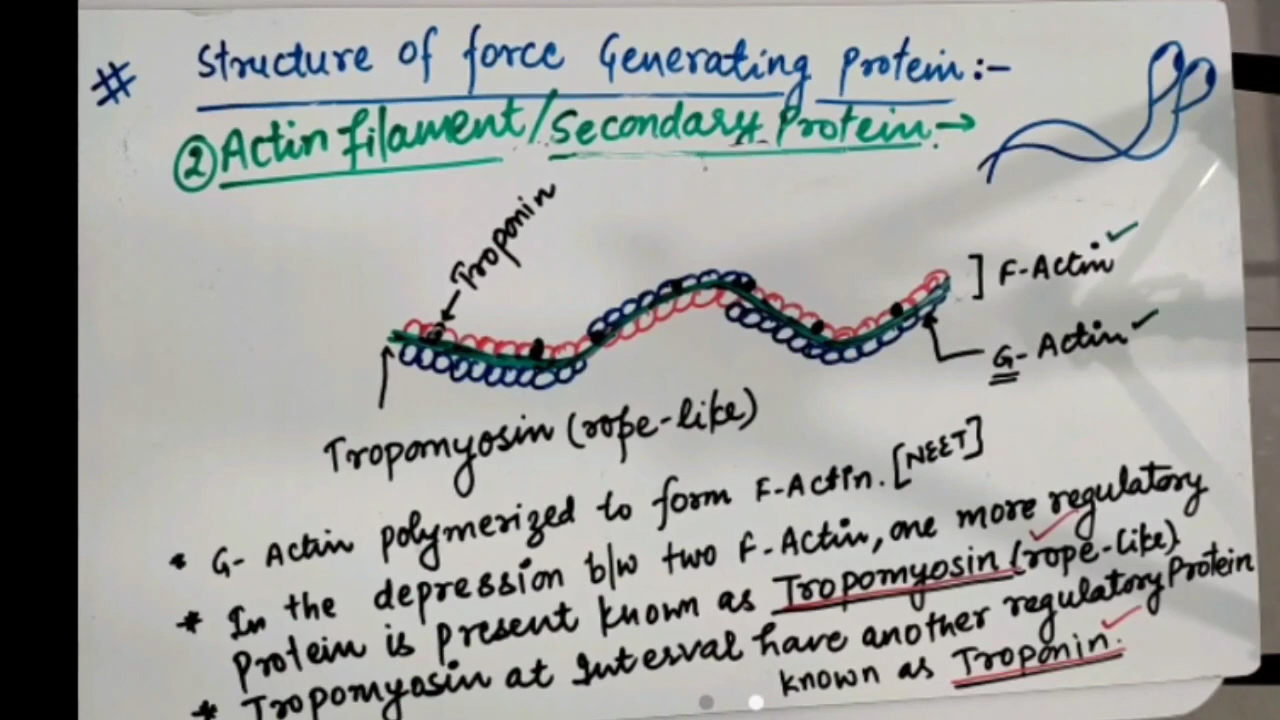 # Structure of force Generating Protein:-
② Actin filament/Secondary Protein →
Troponin
] F-Actin ✓
G-Actin ✓
Tropomyosin (rope-like)
* G-Actin polymerized to form F-Actin. [NEET]
* In the depression b/w two F-Actin, one more regulatory
Protein is present known as Tropomyosin (rope-like)
* Tropomyosin at Interval have another regulatory Protein
known as Troponin.